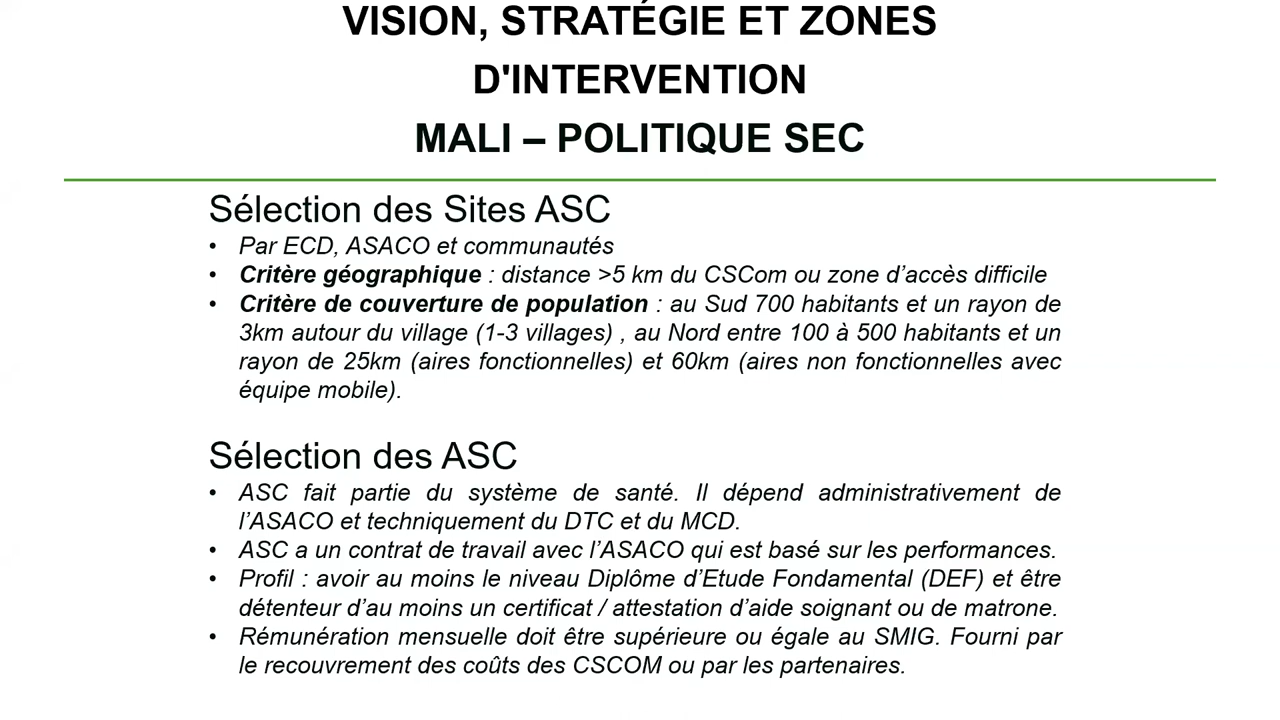 VISION, STRATÉGIE ET ZONES
D'INTERVENTION
MALI – POLITIQUE SEC
Sélection des Sites ASC
• Par ECD, ASACO et communautés
• Critère géographique : distance >5 km du CSCom ou zone d’accès difficile
• Critère de couverture de population : au Sud 700 habitants et un rayon de
3km autour du village (1-3 villages) , au Nord entre 100 à 500 habitants et un
rayon de 25km (aires fonctionnelles) et 60km (aires non fonctionnelles avec
équipe mobile).
Sélection des ASC
• ASC fait partie du système de santé. Il dépend administrativement de
l’ASACO et techniquement du DTC et du MCD.
• ASC a un contrat de travail avec l’ASACO qui est basé sur les performances.
• Profil : avoir au moins le niveau Diplôme d’Etude Fondamental (DEF) et être
détenteur d’au moins un certificat / attestation d’aide soignant ou de matrone.
• Rémunération mensuelle doit être supérieure ou égale au SMIG. Fourni par
le recouvrement des coûts des CSCOM ou par les partenaires.